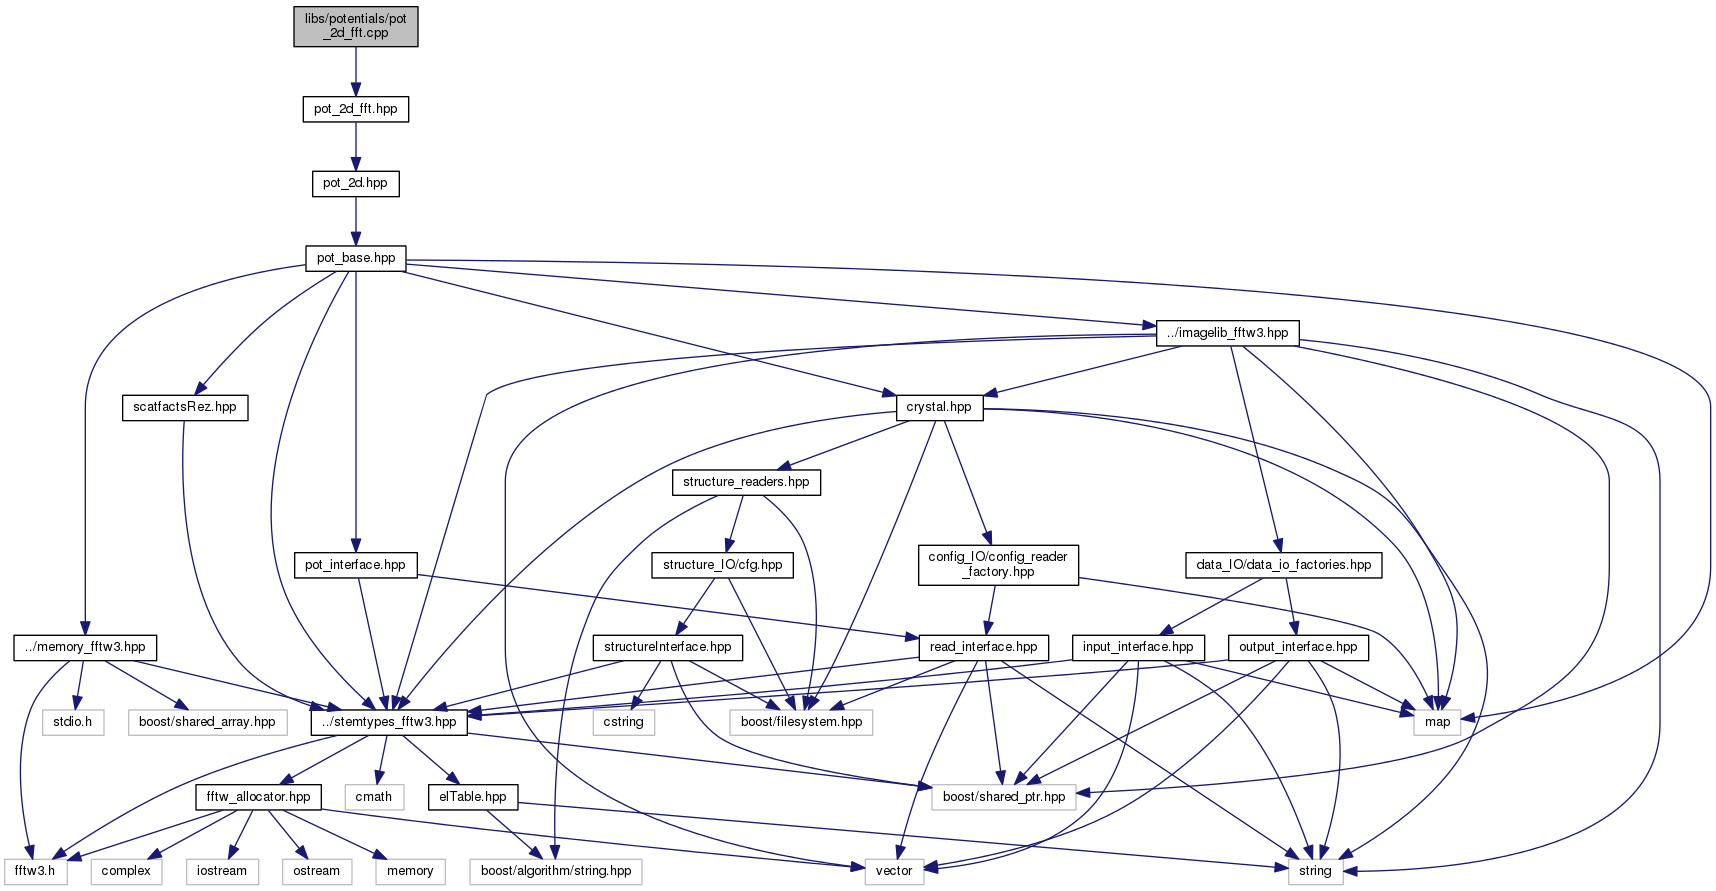 libs/potentials/pot
_2d_fft.cpp
pot_2d_fft.hpp
pot_2d.hpp
pot_base.hpp
../imagelib_fftw3.hpp
scatfactsRez.hpp
crystal.hpp
structure_readers.hpp
pot_interface.hpp
structure_IO/cfg.hpp
config_IO/config_reader
_factory.hpp
data_IO/data_io_factories.hpp
../memory_fftw3.hpp
structureInterface.hpp
read_interface.hpp
input_interface.hpp
output_interface.hpp
stdio.h
boost/shared_array.hpp
../stemtypes_fftw3.hpp
cstring
boost/filesystem.hpp
map
fftw_allocator.hpp
cmath
elTable.hpp
boost/shared_ptr.hpp
fftw3.h
complex
iostream
ostream
memory
boost/algorithm/string.hpp
vector
string